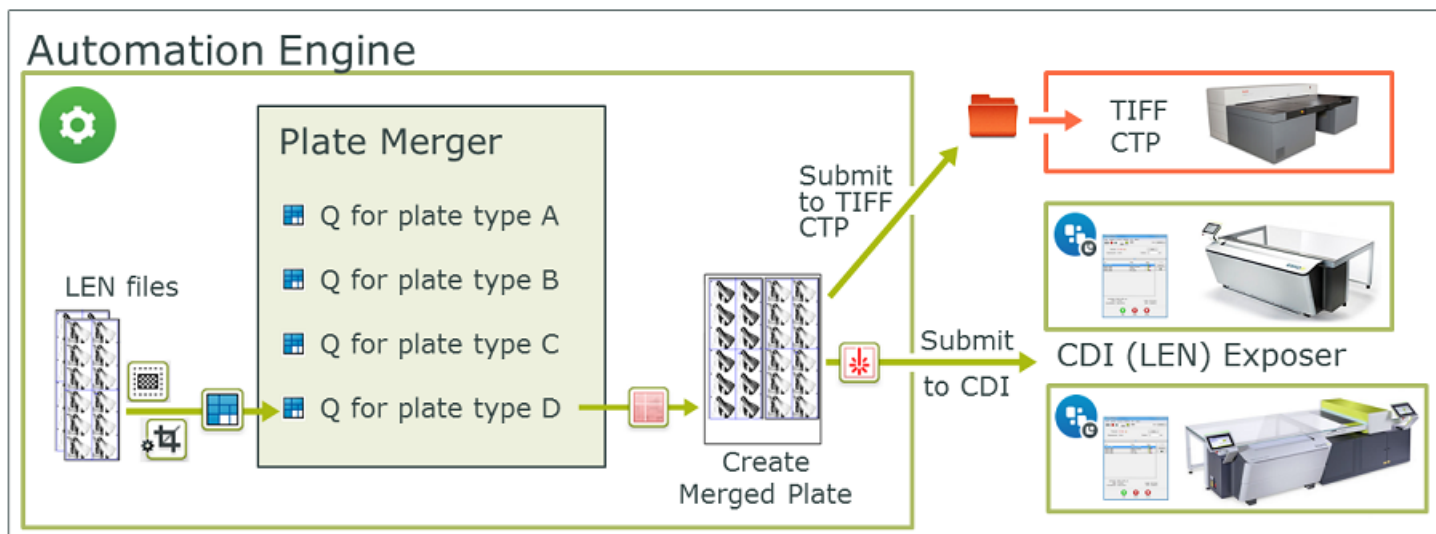 Automation Engine
Plate Merger
Q for plate type A
Q for plate type B
Q for plate type C
Q for plate type D
LEN files
Create
Merged Plate
Submit
to TIFF
CTP
TIFF
CTP
Submit
to CDI
CDI (LEN) Exposer